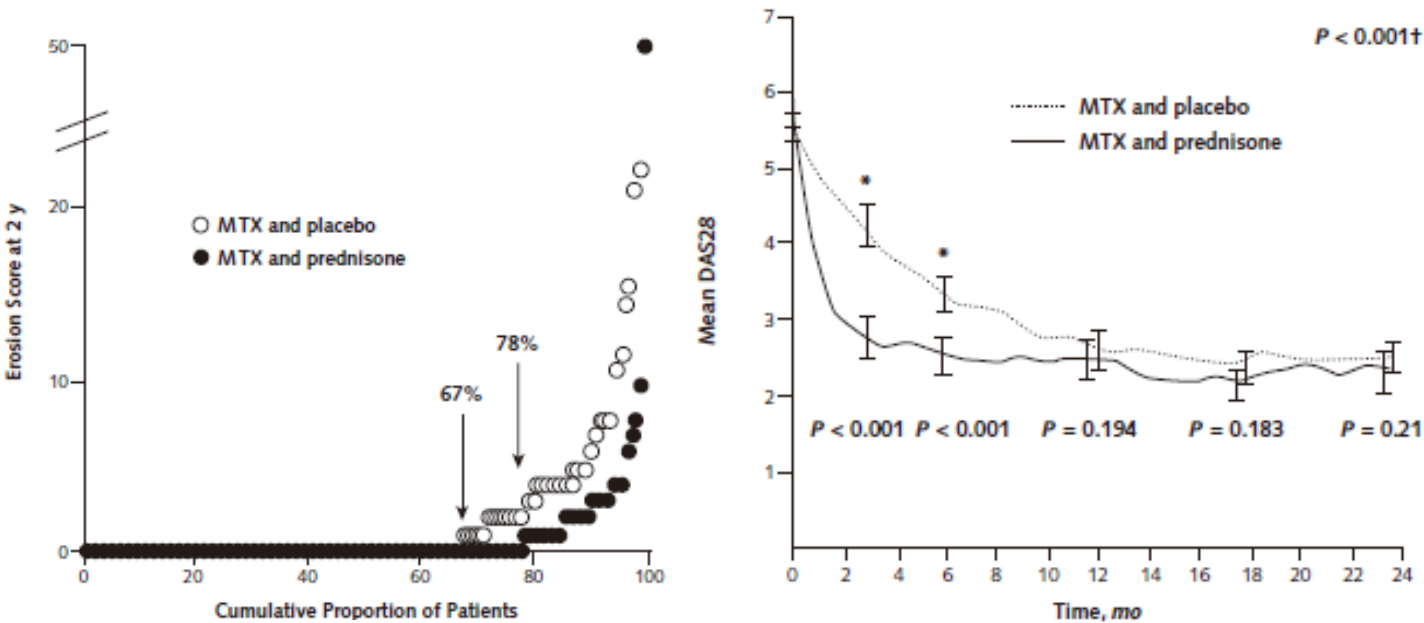 50
20
10
0
Erosion Score at 2 y
MTX and placebo
MTX and prednisone
67%
78%
0 20 40 60 80 100
Cumulative Proportion of Patients
7
6
5
4
3
2
1
Mean DAS28
P < 0.001†
MTX and placebo
MTX and prednisone
*
*
P < 0.001 P < 0.001 P = 0.194 P = 0.183 P = 0.21
0 2 4 6 8 10 12 14 16 18 20 22 24
Time, mo